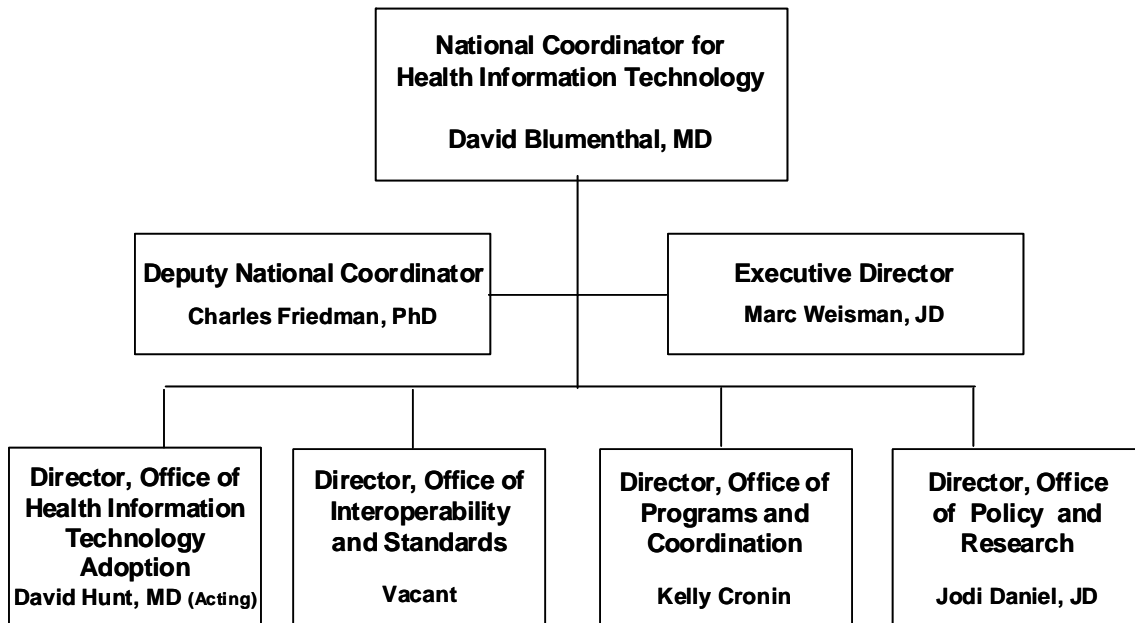 National Coordinator for
Health Information Technology
David Blumenthal, MD
Deputy National Coordinator
Charles Friedman, PhD
Executive Director
Marc Weisman, JD
Director, Office of
Health Information
Technology
Adoption
David Hunt, MD (Acting)
Director, Office of
Interoperability
and Standards
Vacant
Director, Office of
Programs and
Coordination
Kelly Cronin
Director, Office
of Policy and
Research
Jodi Daniel, JD